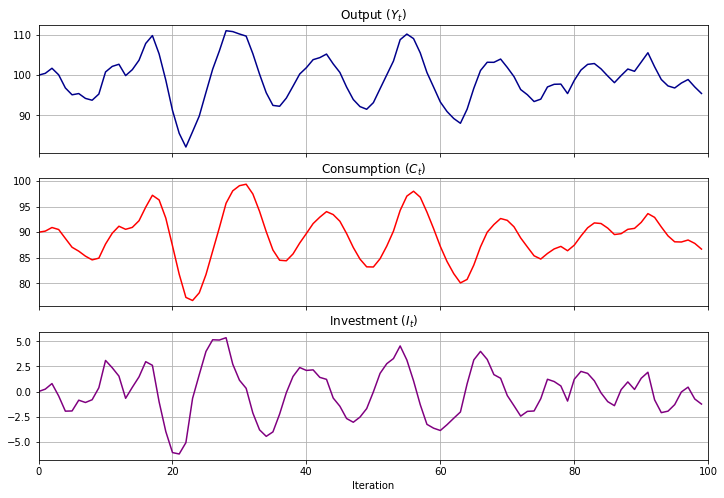 Output (Y_t)
110
100
90
Consumption (C_t)
100
95
90
85
80
Investment (I_t)
5.0
2.5
0.0
−2.5
−5.0
0 20 40 60 80 100
Iteration